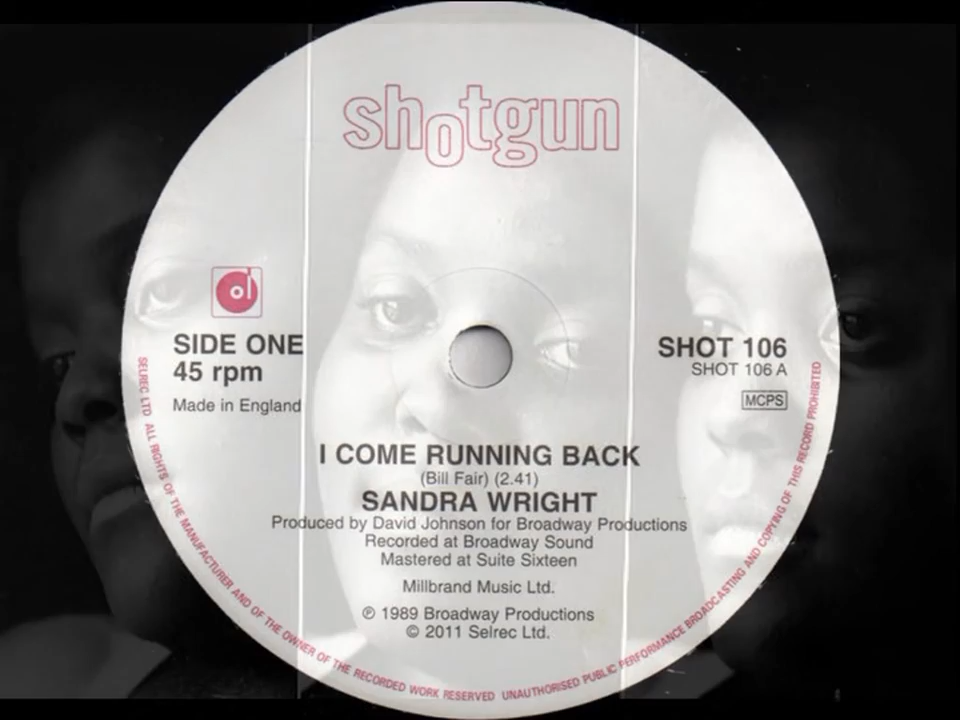 shotgun
SIDE ONE
45 rpm
Made in England
SHOT 106
SHOT 106 A
MCPS
I COME RUNNING BACK
(Bill Fair) (2.41)
SANDRA WRIGHT
Produced by David Johnson for Broadway Productions
Recorded at Broadway Sound
Mastered at Suite Sixteen
Millbrand Music Ltd.
℗ 1989 Broadway Productions
© 2011 Selrec Ltd.
SELREC LTD ALL RIGHTS OF THE MANUFACTURER AND OF THE OWNER OF THE RECORDED WORK RESERVED UNAUTHORISED PUBLIC PERFORMANCE BROADCASTING AND COPYING OF THIS RECORD PROHIBITED